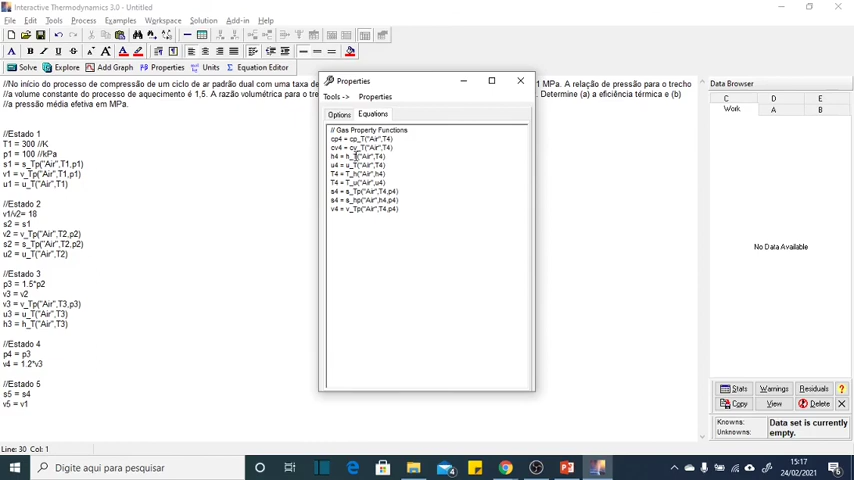 Interactive Thermodynamics 3.0 - Untitled
File Edit Tools Process Examples Workspace Solution Add-in Help
Solve Explore Add Graph Properties Units Equation Editor
//No início do processo de compressão de um ciclo de ar padrão dual com uma taxa de
1 MPa. A relação de pressão para o trecho
//a volume constante do processo de aquecimento é 1,5. A razão volumétrica para o tre
Determine (a) a eficiência térmica e (b)
//a pressão média efetiva em MPa.
//Estado 1
T1 = 300 //K
p1 = 100 //kPa
s1 = s_Tp("Air",T1,p1)
v1 = v_Tp("Air",T1,p1)
u1 = u_T("Air",T1)
//Estado 2
v1/v2= 18
s2 = s1
v2 = v_Tp("Air",T2,p2)
s2 = s_Tp("Air",T2,p2)
u2 = u_T("Air",T2)
//Estado 3
p3 = 1.5*p2
v3 = v2
v3 = v_Tp("Air",T3,p3)
u3 = u_T("Air",T3)
h3 = h_T("Air",T3)
//Estado 4
p4 = p3
v4 = 1.2*v3
//Estado 5
s5 = s4
v5 = v1
Properties
Tools -> Properties
Options Equations
// Gas Property Functions
cp4 = cp_T("Air",T4)
cv4 = cv_T("Air",T4)
h4 = h_T("Air",T4)
u4 = u_T("Air",T4)
T4 = T_h("Air",h4)
T4 = T_u("Air",u4)
s4 = s_Tp("Air",T4,p4)
s4 = s_hp("Air",h4,p4)
v4 = v_Tp("Air",T4,p4)
Data Browser
C D E
Work A B
No Data Available
Stats Warnings Residuals ?
Copy View Delete X
Knowns:
Unknowns:
Data set is currently
empty.
Line: 30 Col: 1
Digite aqui para pesquisar
15:17
24/02/2021